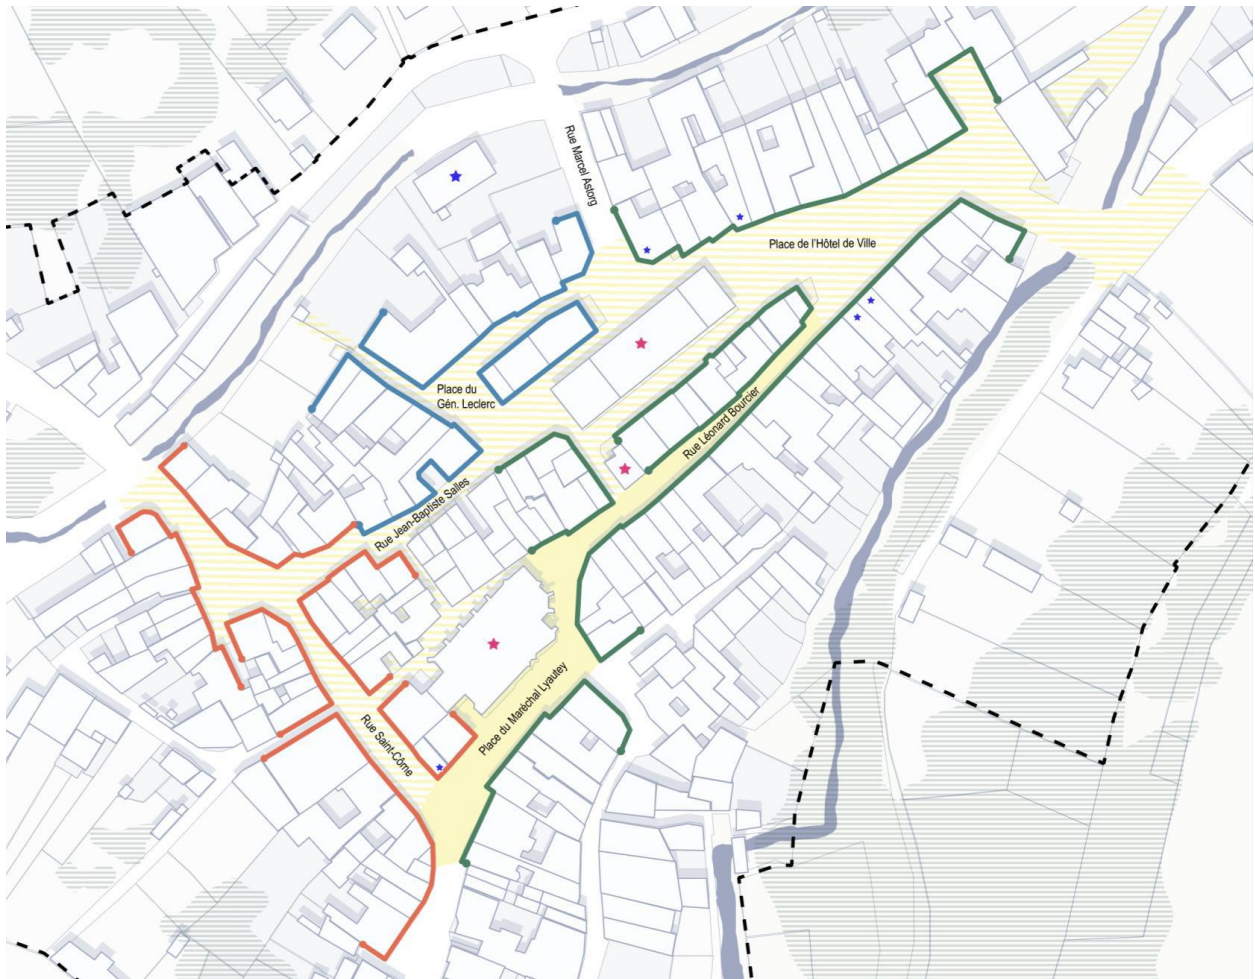 Rue Marcel Astorg
Place de l'Hôtel de Ville
Place du
Gén. Leclerc
Rue Léonard Bourcier
Rue Jean-Baptiste Salles
Place du Maréchal Lyautey
Rue Saint-Côme